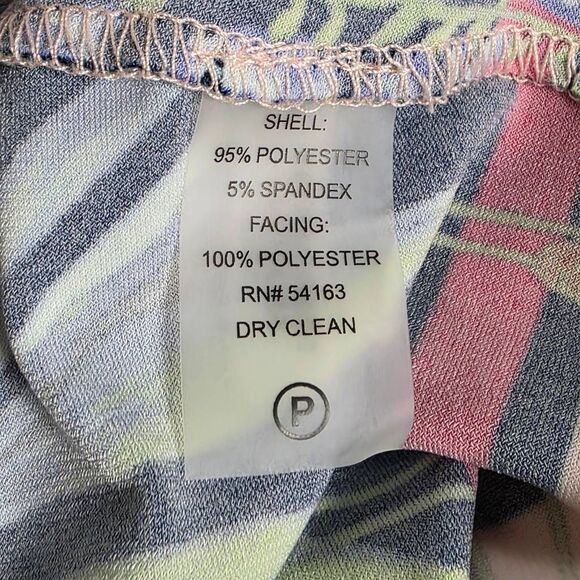 SHELL:
95% POLYESTER
5% SPANDEX
FACING:
100% POLYESTER
RN# 54163
DRY CLEAN
P